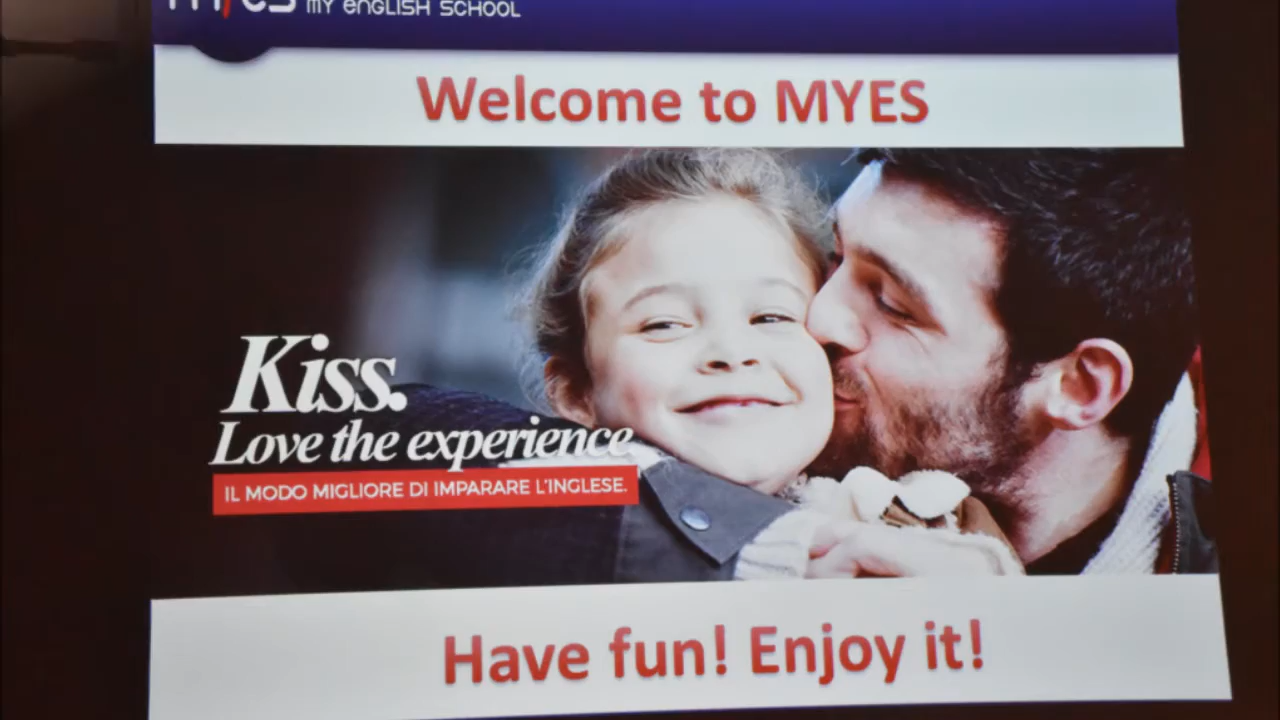 myes MY ENGLISH SCHOOL
Welcome to MYES
Kiss.
Love the experience.
IL MODO MIGLIORE DI IMPARARE L'INGLESE.
Have fun! Enjoy it!